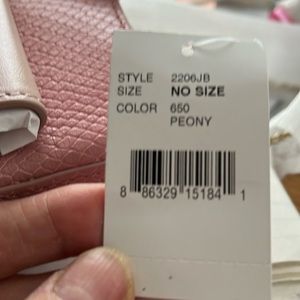 STYLE 2206JB
SIZE NO SIZE
COLOR 650
PEONY
8 86329 15184 1